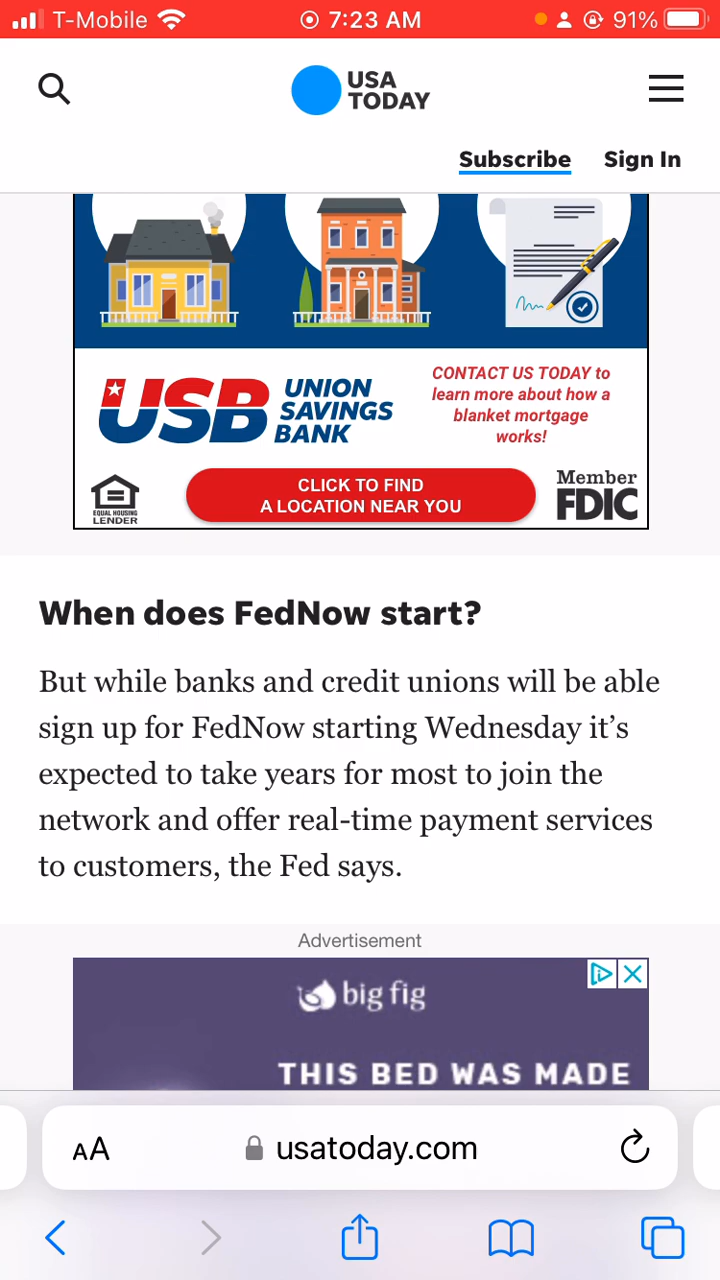 T-Mobile 7:23 AM 91%
USA
TODAY
Subscribe Sign In
USB UNION
SAVINGS
BANK
CONTACT US TODAY to
learn more about how a
blanket mortgage
works!
EQUAL HOUSING
LENDER
CLICK TO FIND
A LOCATION NEAR YOU
Member
FDIC
When does FedNow start?
But while banks and credit unions will be able
sign up for FedNow starting Wednesday it’s
expected to take years for most to join the
network and offer real-time payment services
to customers, the Fed says.
Advertisement
big fig
THIS BED WAS MADE
AA usatoday.com